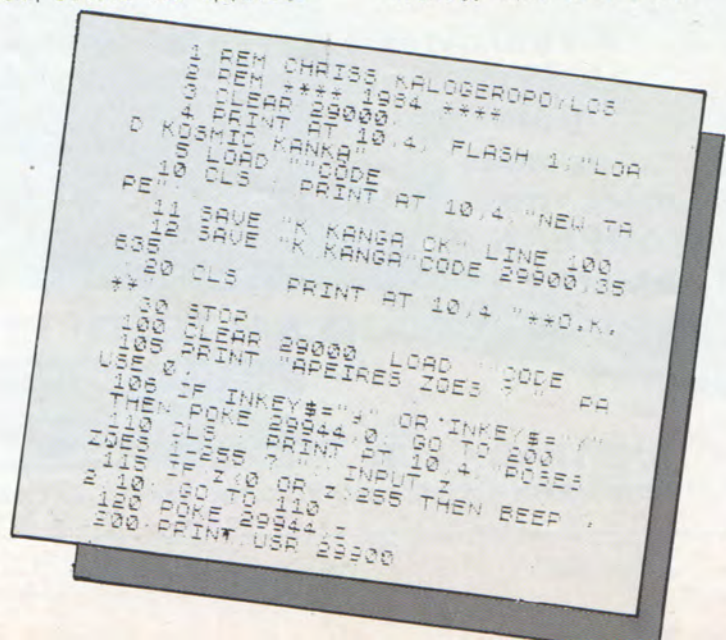 1 REM CHRISS KALOGEROPOYLOS
2 REM **** 1984 ****
3 CLEAR 29000
4 PRINT AT 10,4; FLASH 1;"LOA
D KOSMIC KANKA"
5 LOAD ""CODE
10 CLS : PRINT AT 10,4;"NEW TA
PE"
11 SAVE "K KANGA CK" LINE 100
12 SAVE "K KANGA"CODE 29900,35
635
20 CLS : PRINT AT 10,4;"**O.K.
**"
30 STOP
100 CLEAR 29000: LOAD ""CODE
105 PRINT "APEIRES ZOES ? ": PA
USE 0
106 IF INKEY$="y" OR INKEY$="Y"
THEN POKE 29944,0: GO TO 200
110 CLS : PRINT AT 10,4;"POSES
ZOES 1-255 ? ": INPUT z
115 IF z<0 OR z>255 THEN BEEP .
2,10: GO TO 110
120 POKE 29944,z
200 PRINT USR 29900